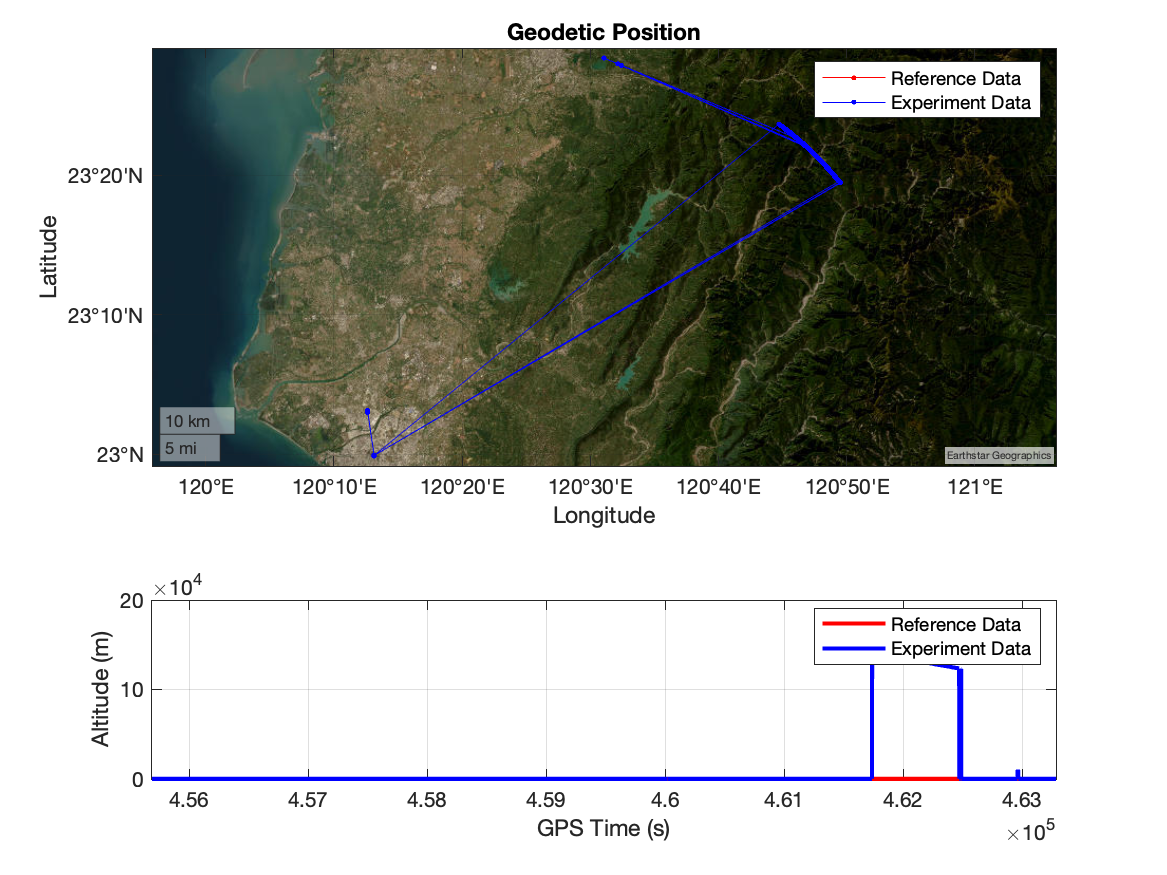 Geodetic Position
Reference Data
Experiment Data
23°20'N
23°10'N
23°N
Latitude
10 km
5 mi
Earthstar Geographics
120°E 120°10'E 120°20'E 120°30'E 120°40'E 120°50'E 121°E
Longitude
×10^4
20
10
0
Altitude (m)
Reference Data
Experiment Data
4.56 4.57 4.58 4.59 4.6 4.61 4.62 4.63
GPS Time (s)
×10^5